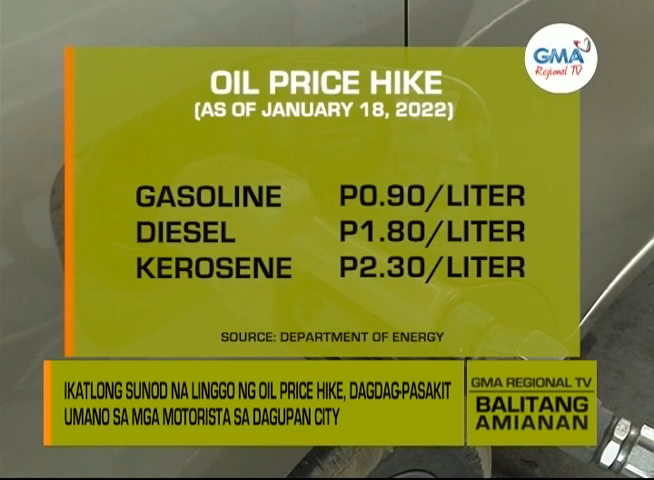 GMA
Regional TV
OIL PRICE HIKE
(AS OF JANUARY 18, 2022)
GASOLINE P0.90/LITER
DIESEL P1.80/LITER
KEROSENE P2.30/LITER
SOURCE: DEPARTMENT OF ENERGY
IKATLONG SUNOD NA LINGGO NG OIL PRICE HIKE, DAGDAG-PASAKIT
UMANO SA MGA MOTORISTA SA DAGUPAN CITY
GMA REGIONAL TV
BALITANG
AMIANAN